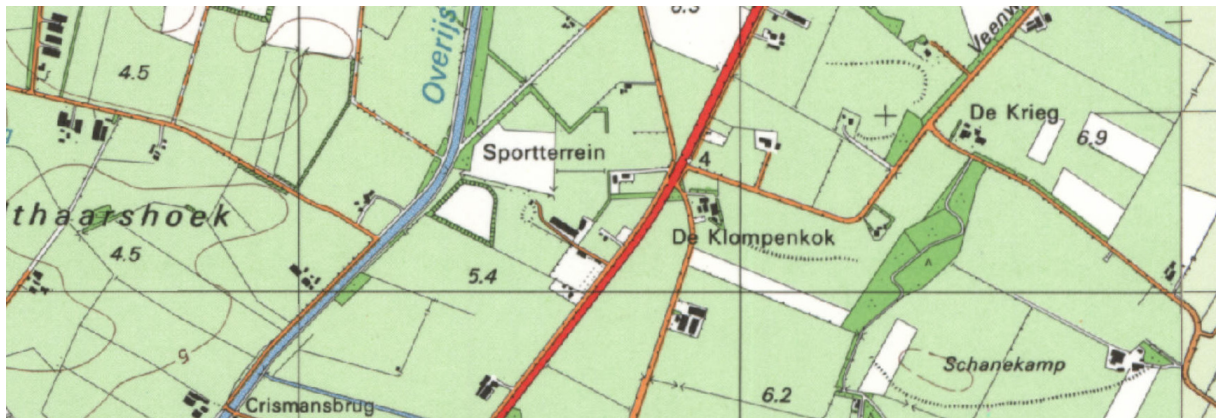 Overijs
4.5
De Krieg
6.9
Sportterrein
4
thaarshoek
De Klompenkok
4.5
5.4
Schanekamp
6.2
Crismansbrug